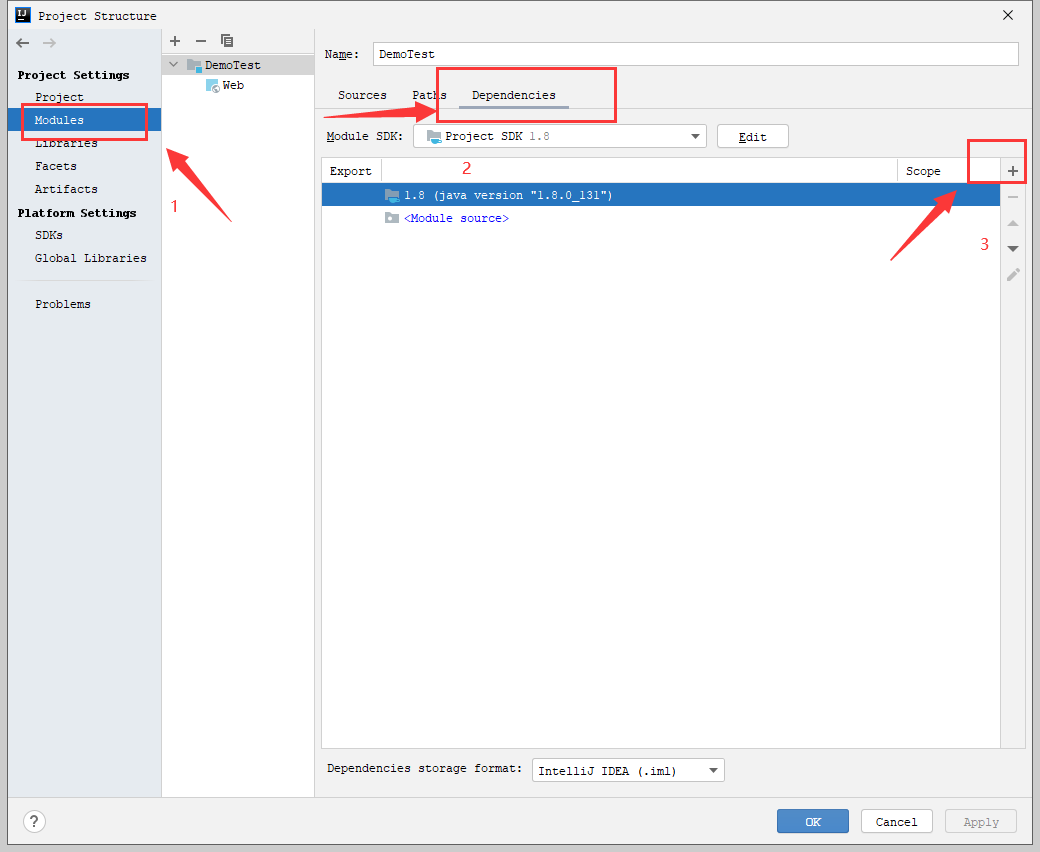 Project Structure
Project Settings
Project
Modules
Libraries
Facets
Artifacts
Platform Settings
SDKs
Global Libraries
Problems
1
DemoTest
Web
Name: DemoTest
Sources Paths Dependencies
Module SDK: Project SDK 1.8 Edit
2
Export Scope
1.8 (java version "1.8.0_131")
<Module source>
3
Dependencies storage format: IntelliJ IDEA (.iml)
? OK Cancel Apply